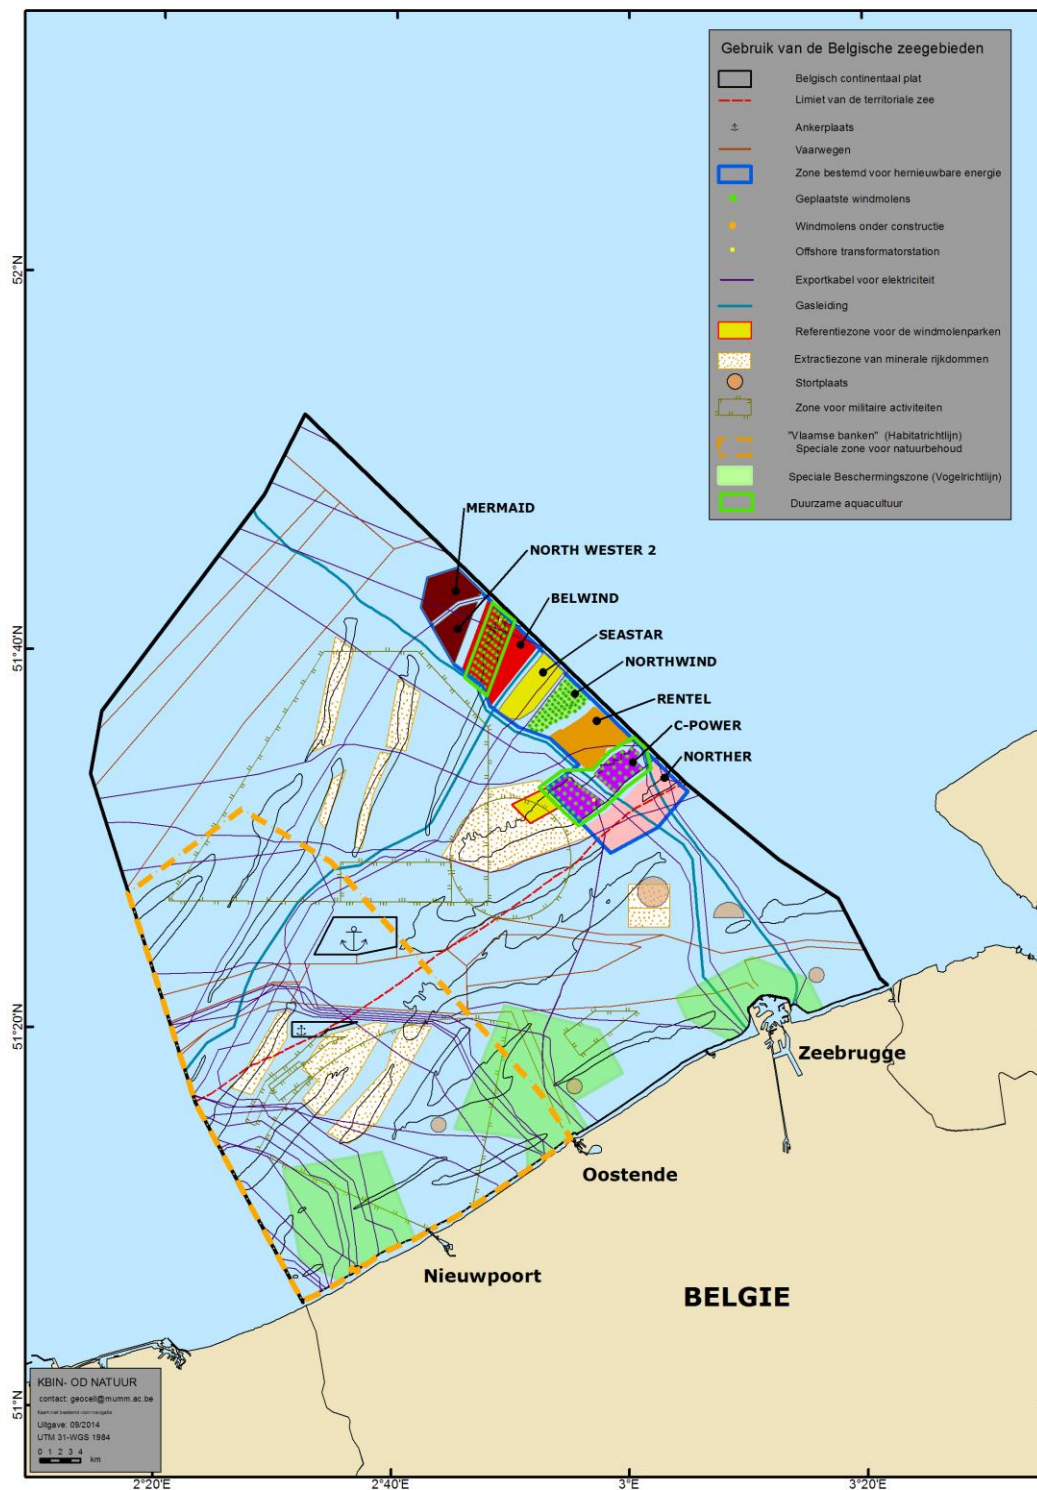 Gebruik van de Belgische zeegebieden
Belgisch continentaal plat
Limiet van de territoriale zee
Ankerplaats
Vaarwegen
Zone bestemd voor hernieuwbare energie
Geplaatste windmolens
Windmolens onder constructie
Offshore transformatorstation
Exportkabel voor elektriciteit
Gasleiding
Referentiezone voor de windmolenparken
Extractiezone van minerale rijkdommen
Stortplaats
Zone voor militaire activiteiten
"Vlaamse banken" (Habitatrichtlijn)
Speciale zone voor natuurbehoud
Speciale Beschermingszone (Vogelrichtlijn)
Duurzame aquacultuur
52°N
MERMAID
NORTH WESTER 2
BELWIND
SEASTAR
NORTHWIND
RENTEL
C-POWER
NORTHER
51°40'N
51°20'N
Zeebrugge
Oostende
Nieuwpoort
BELGIE
51°N
KBIN- OD NATUUR
contact: geocell@mumm.ac.be
Kaart niet bestemd voor navigatie
Uitgave: 09/2014
UTM 31-WGS 1984
0 1 2 3 4
km
2°20'E
2°40'E
3°E
3°20'E